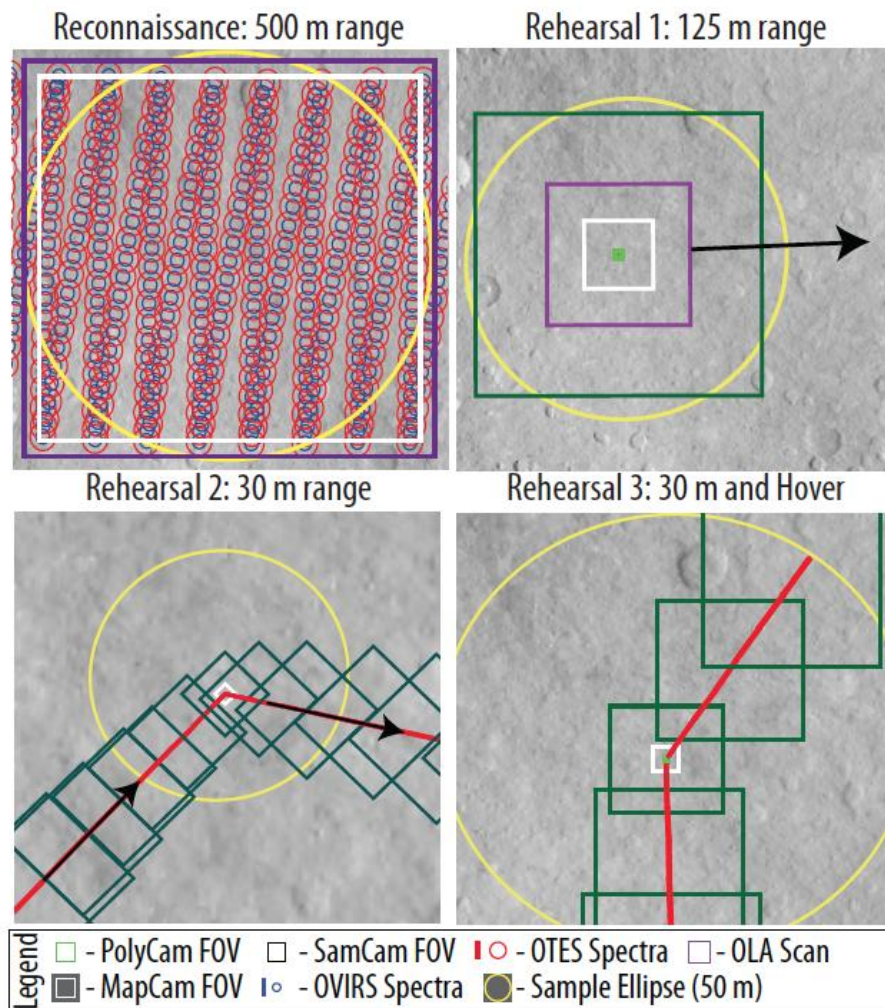 Reconnaissance: 500 m range
Rehearsal 1: 125 m range
Rehearsal 2: 30 m range
Rehearsal 3: 30 m and Hover
Legend
- PolyCam FOV - SamCam FOV - OTES Spectra - OLA Scan
- MapCam FOV - OVIRS Spectra - Sample Ellipse (50 m)